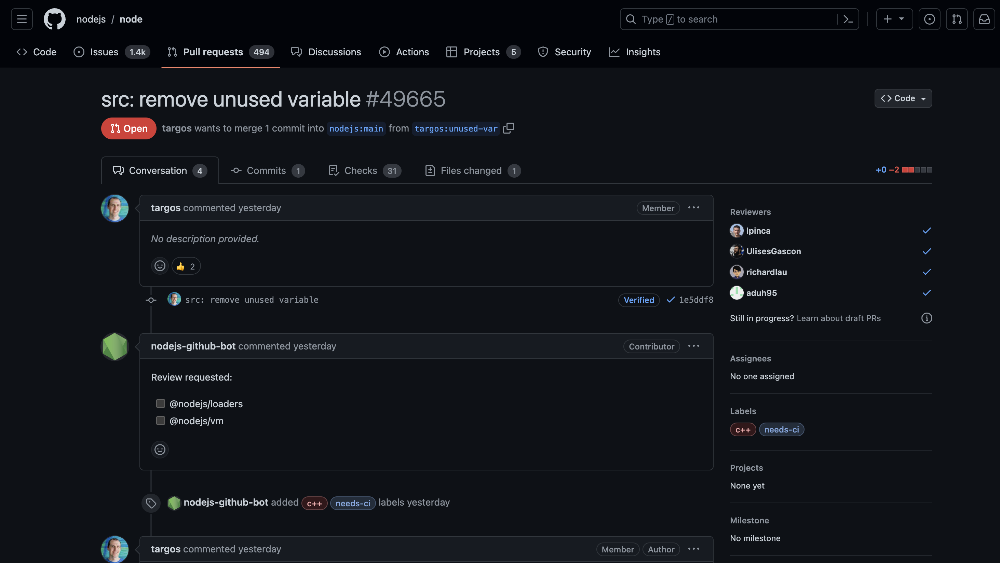 nodejs / node
Type / to search
Code
Issues 1.4k
Pull requests 494
Discussions
Actions
Projects 5
Security
Insights
src: remove unused variable #49665
Code
Open
targos wants to merge 1 commit into nodejs:main from targos:unused-var
Conversation 4
Commits 1
Checks 31
Files changed 1
+0 −2
targos commented yesterday
Member
No description provided.
2
src: remove unused variable
Verified
1e5ddf8
nodejs-github-bot commented yesterday
Contributor
Review requested:
@nodejs/loaders
@nodejs/vm
nodejs-github-bot added c++ needs-ci labels yesterday
targos commented yesterday
Member
Author
Reviewers
lpinca
UlisesGascon
richardlau
aduh95
Still in progress? Learn about draft PRs
Assignees
No one assigned
Labels
c++ needs-ci
Projects
None yet
Milestone
No milestone